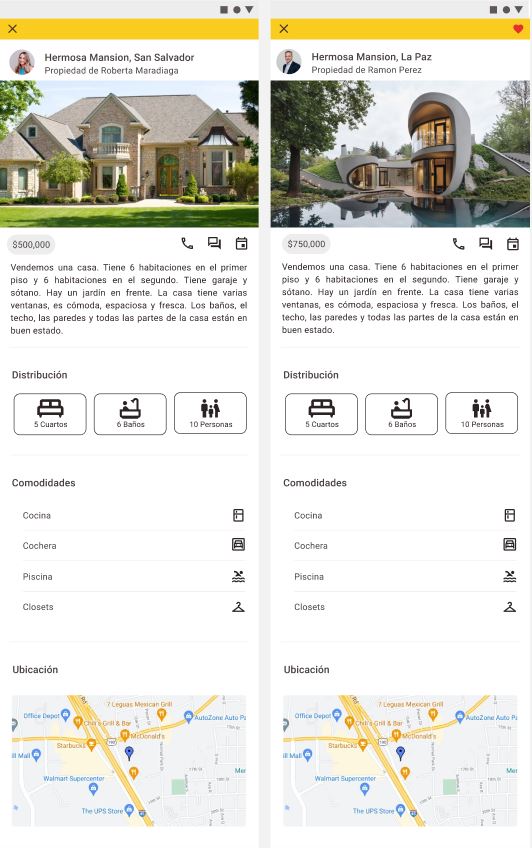 Hermosa Mansion, San Salvador
Propiedad de Roberta Maradiaga
$500,000
Vendemos una casa. Tiene 6 habitaciones en el primer
piso y 6 habitaciones en el segundo. Tiene garaje y
sótano. Hay un jardín en frente. La casa tiene varias
ventanas, es cómoda, espaciosa y fresca. Los baños, el
techo, las paredes y todas las partes de la casa están en
buen estado.
Distribución
5 Cuartos
6 Baños
10 Personas
Comodidades
Cocina
Cochera
Piscina
Closets
Ubicación
7 Leguas Mexican Grill
Office Depot
Chili's Grill & Bar
AutoZone Auto Pa
McDonald's
Starbucks
ill Mall
Walmart Supercenter
Mer
The UPS Store
Hermosa Mansion, La Paz
Propiedad de Ramon Perez
$750,000
Vendemos una casa. Tiene 6 habitaciones en el primer
piso y 6 habitaciones en el segundo. Tiene garaje y
sótano. Hay un jardín en frente. La casa tiene varias
ventanas, es cómoda, espaciosa y fresca. Los baños, el
techo, las paredes y todas las partes de la casa están en
buen estado.
Distribución
5 Cuartos
6 Baños
10 Personas
Comodidades
Cocina
Cochera
Piscina
Closets
Ubicación
7 Leguas Mexican Grill
Office Depot
Chili's Grill & Bar
AutoZone Auto Pa
McDonald's
Starbucks
ill Mall
Walmart Supercenter
Mer
The UPS Store